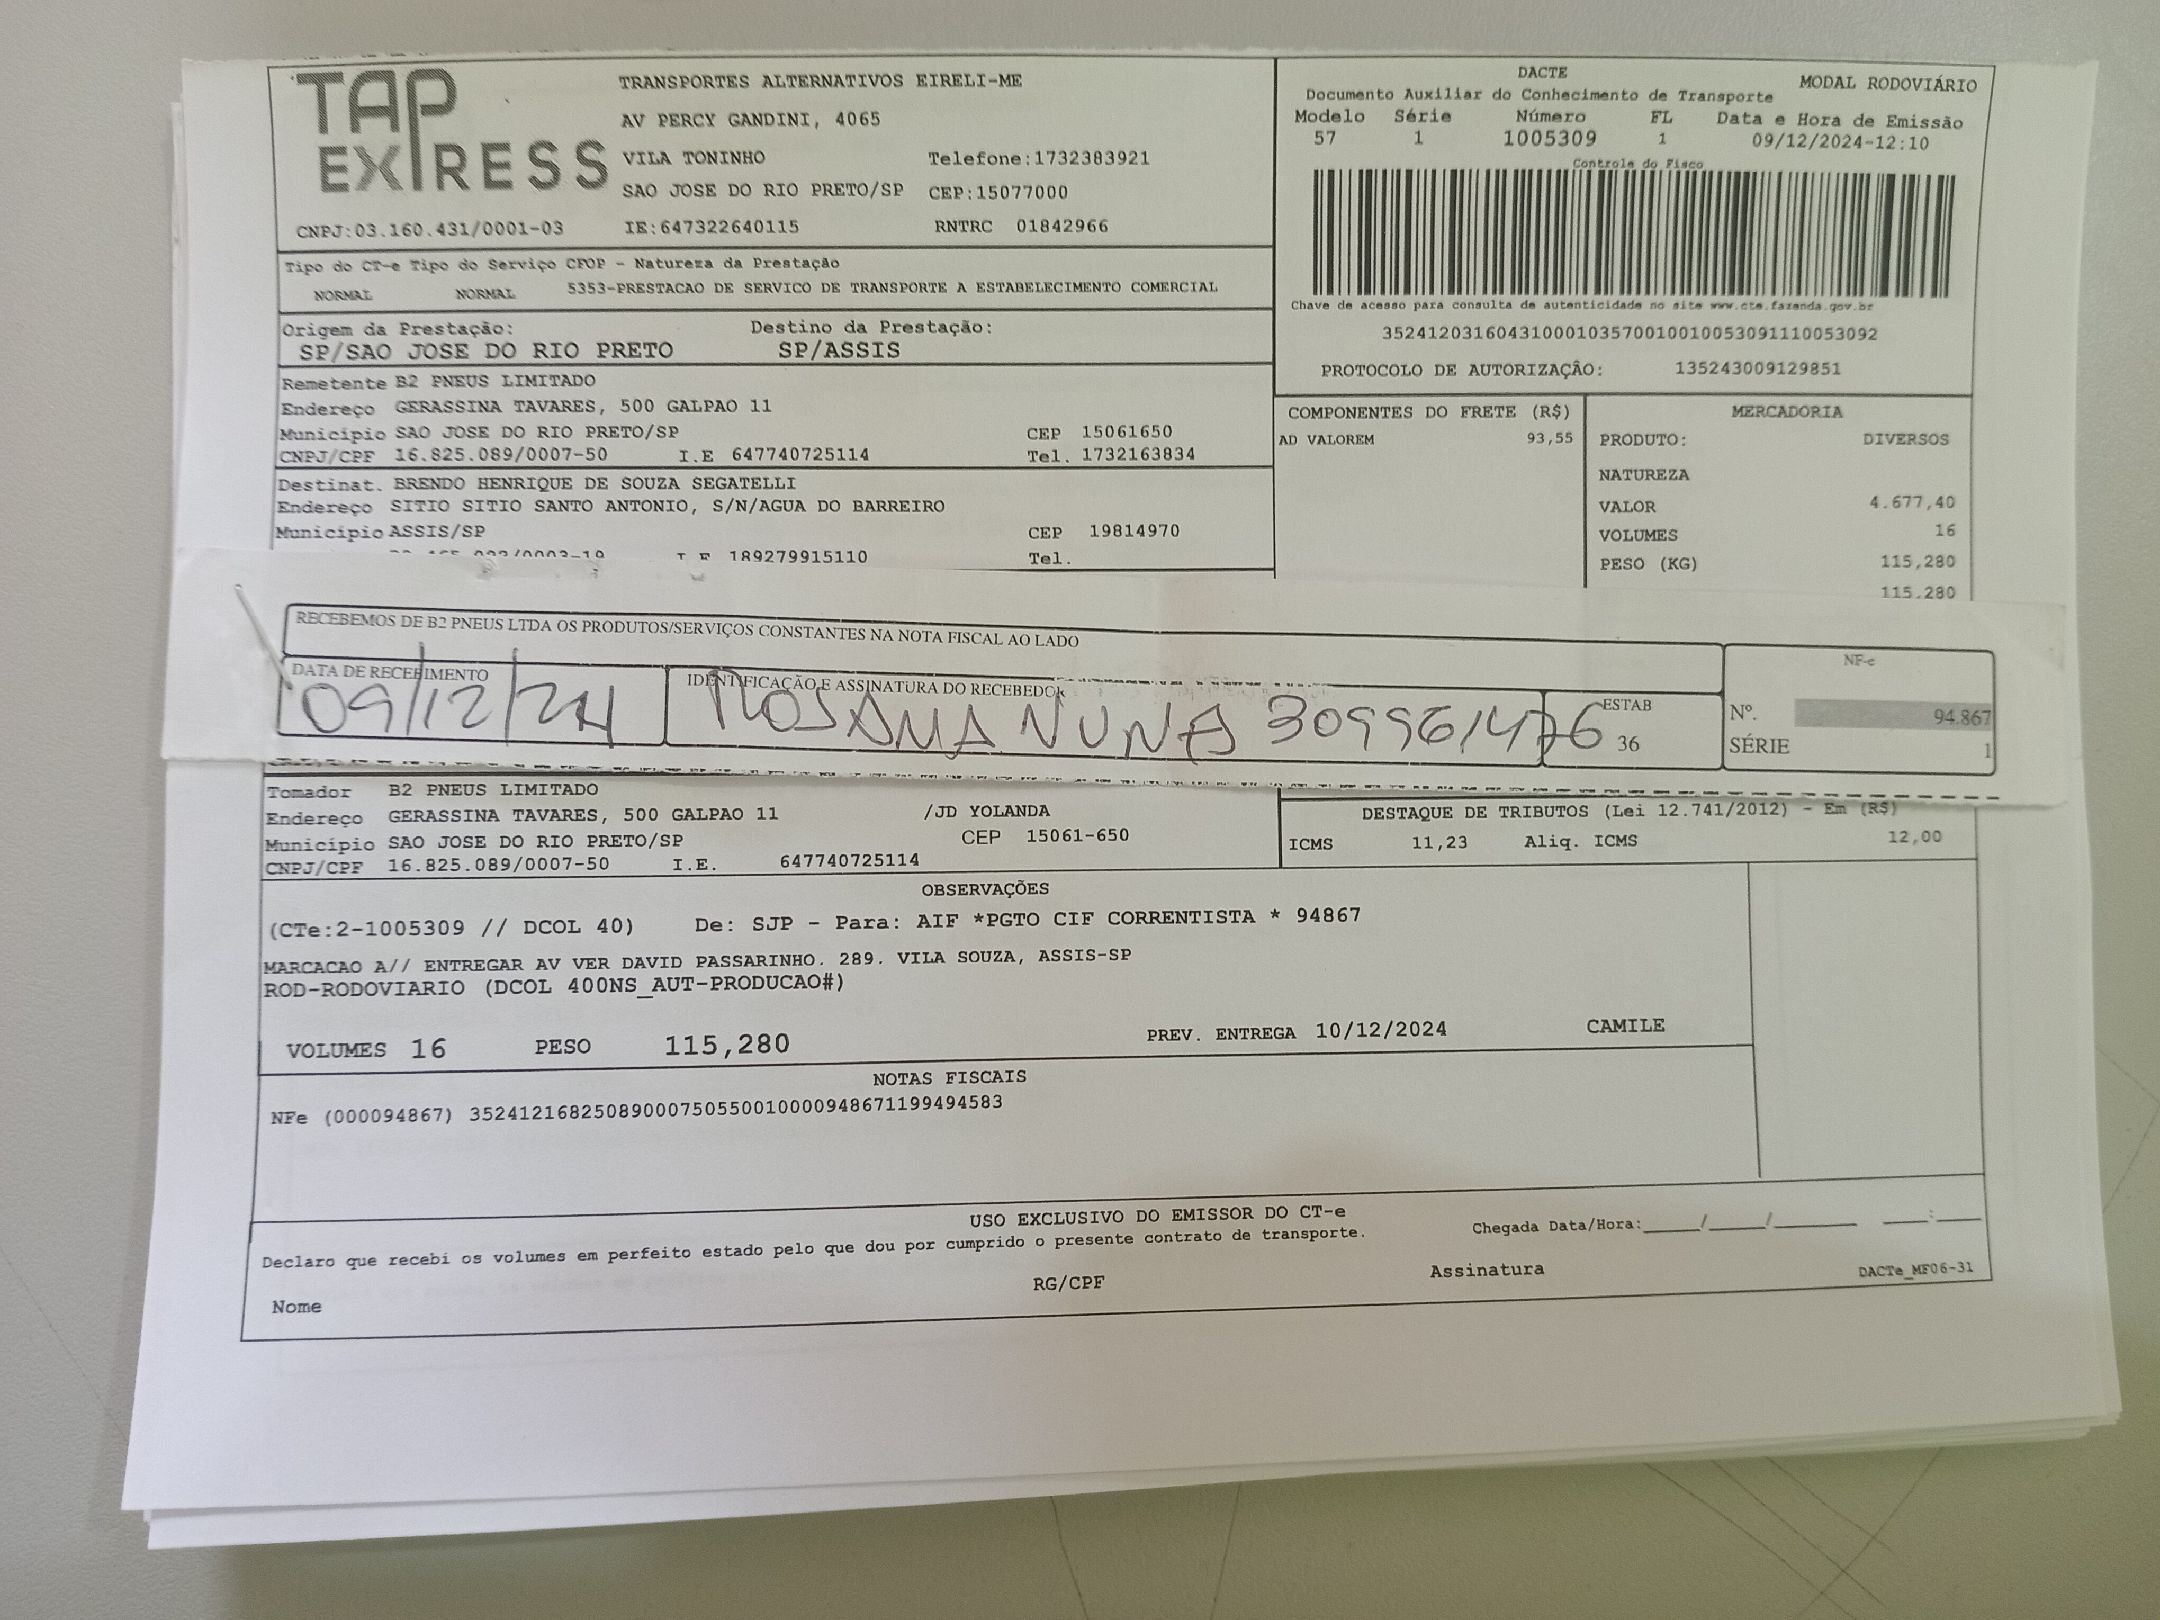 TAP
EXPRESS
TRANSPORTES ALTERNATIVOS EIRELI-ME
AV PERCY GANDINI, 4065
VILA TONINHO Telefone:1732383921
SAO JOSE DO RIO PRETO/SP CEP:15077000
CNPJ:03.160.431/0001-03 IE:647322640115 RNTRC 01842966
DACTE MODAL RODOVIÁRIO
Documento Auxiliar do Conhecimento de Transporte
Modelo Série Número FL Data e Hora de Emissão
57 1 1005309 1 09/12/2024-12:10
Controle do Fisco
Chave de acesso para consulta de autenticidade no site www.cte.fazenda.gov.br
35241203160431000103570010010053091110053092
PROTOCOLO DE AUTORIZAÇÃO: 135243009129851
Tipo do CT-e Tipo do Serviço CFOP - Natureza da Prestação
NORMAL NORMAL 5353-PRESTACAO DE SERVICO DE TRANSPORTE A ESTABELECIMENTO COMERCIAL
Origem da Prestação: Destino da Prestação:
SP/SAO JOSE DO RIO PRETO SP/ASSIS
Remetente B2 PNEUS LIMITADO
Endereço GERASSINA TAVARES, 500 GALPAO 11
Município SAO JOSE DO RIO PRETO/SP CEP 15061650
CNPJ/CPF 16.825.089/0007-50 I.E 647740725114 Tel. 1732163834
Destinat. BRENDO HENRIQUE DE SOUZA SEGATELLI
Endereço SITIO SITIO SANTO ANTONIO, S/N/AGUA DO BARREIRO
Município ASSIS/SP CEP 19814970
I E 189279915110 Tel.
COMPONENTES DO FRETE (R$)
AD VALOREM 93,55
MERCADORIA
PRODUTO: DIVERSOS
NATUREZA
VALOR 4.677,40
VOLUMES 16
PESO (KG) 115,280
115.280
RECEBEMOS DE B2 PNEUS LTDA OS PRODUTOS/SERVIÇOS CONSTANTES NA NOTA FISCAL AO LADO
DATA DE RECEBIMENTO IDENTIFICAÇÃO E ASSINATURA DO RECEBEDOR ESTAB
09/12/24 ROSANA 36
NF-e
Nº. 94.867
SÉRIE 1
Tomador B2 PNEUS LIMITADO
Endereço GERASSINA TAVARES, 500 GALPAO 11 /JD YOLANDA
Município SAO JOSE DO RIO PRETO/SP CEP 15061-650
CNPJ/CPF 16.825.089/0007-50 I.E. 647740725114
DESTAQUE DE TRIBUTOS (Lei 12.741/2012) - Em (R$)
ICMS 11,23 Aliq. ICMS 12,00
OBSERVAÇÕES
(CTe:2-1005309 // DCOL 40) De: SJP - Para: AIF *PGTO CIF CORRENTISTA * 94867
MARCACAO A// ENTREGAR AV VER DAVID PASSARINHO. 289. VILA SOUZA, ASSIS-SP
ROD-RODOVIARIO (DCOL 400NS_AUT-PRODUCAO#)
VOLUMES 16 PESO 115,280 PREV. ENTREGA 10/12/2024 CAMILE
NOTAS FISCAIS
NFe (000094867) 35241216825089000750550010000948671199494583
USO EXCLUSIVO DO EMISSOR DO CT-e
Declaro que recebi os volumes em perfeito estado pelo que dou por cumprido o presente contrato de transporte. Chegada Data/Hora:_____/_____/________ ___:____
Nome RG/CPF Assinatura DACTe_MF06-31